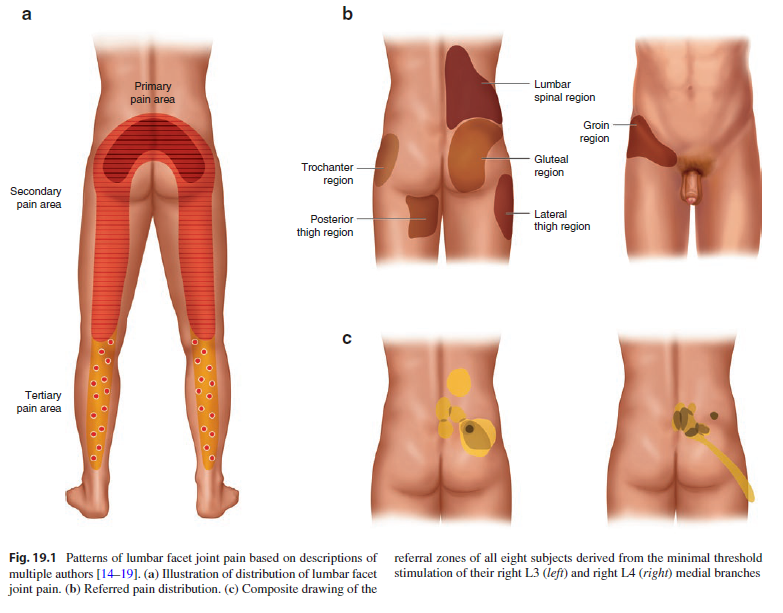 a
Primary
pain area
Secondary
pain area
Tertiary
pain area
b
Lumbar
spinal region
Groin
region
Trochanter
region
Gluteal
region
Posterior
thigh region
Lateral
thigh region
c
Fig. 19.1 Patterns of lumbar facet joint pain based on descriptions of
multiple authors [14–19]. (a) Illustration of distribution of lumbar facet
joint pain. (b) Referred pain distribution. (c) Composite drawing of the
referral zones of all eight subjects derived from the minimal threshold
stimulation of their right L3 (left) and right L4 (right) medial branches